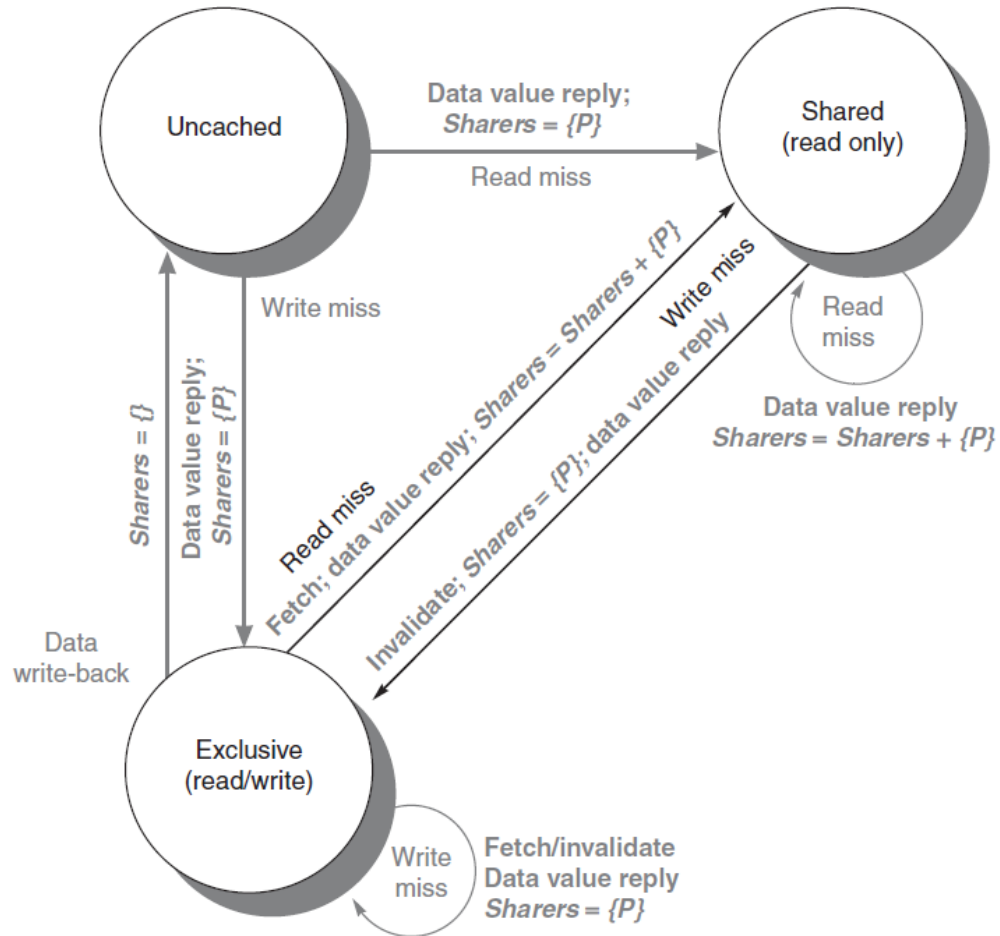 Uncached
Data value reply;
Sharers = {P}
Read miss
Shared
(read only)
Write miss
Sharers = {}
Data value reply;
Sharers = {P}
Data
write-back
Read miss
Fetch; data value reply; Sharers = Sharers + {P}
Write miss
Invalidate; Sharers = {P}; data value reply
Read
miss
Data value reply
Sharers = Sharers + {P}
Exclusive
(read/write)
Write
miss
Fetch/invalidate
Data value reply
Sharers = {P}